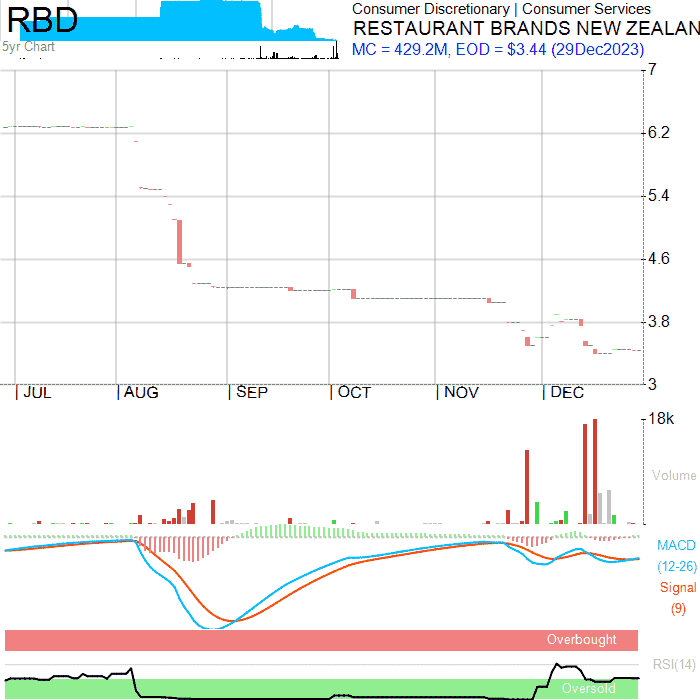 RBD
5yr Chart
Consumer Discretionary | Consumer Services
RESTAURANT BRANDS NEW ZEALAN
MC = 429.2M, EOD = $3.44 (29Dec2023)
7
6.2
5.4
4.6
3.8
3
JUL AUG SEP OCT NOV DEC
18k
Volume
MACD
(12-26)
Signal
(9)
Overbought
RSI(14)
Oversold